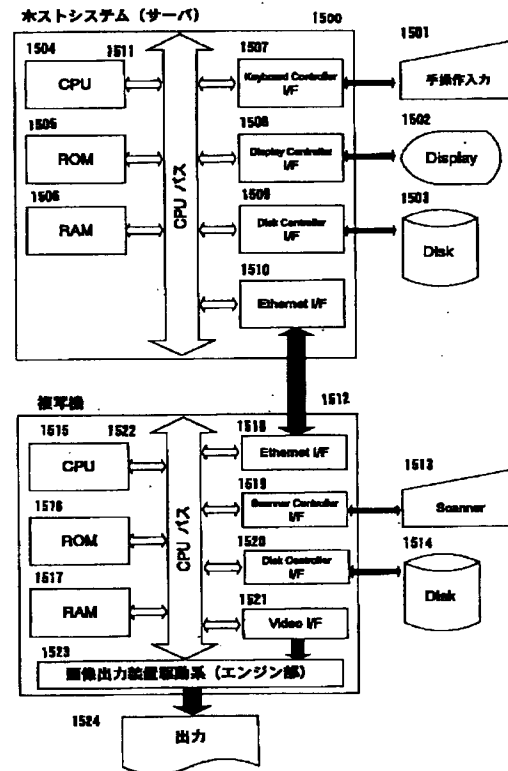 ホストシステム（サーバ）
1500
1504
1511
1507
1501
CPU
Keyboard Controller
I/F
手操作入力
1505
1508
1502
ROM
Display Controller
I/F
Display
1506
1509
1503
RAM
Disk Controller
I/F
Disk
CPU バス
1510
Ethernet I/F
複写機
1512
1515
1522
1518
CPU
Ethernet I/F
1519
1513
Scanner Controller
I/F
Scanner
1516
ROM
1520
1514
Disk Controller
I/F
Disk
1517
RAM
CPU バス
1521
Video I/F
1523
画像出力装置駆動系（エンジン部）
1524
出力